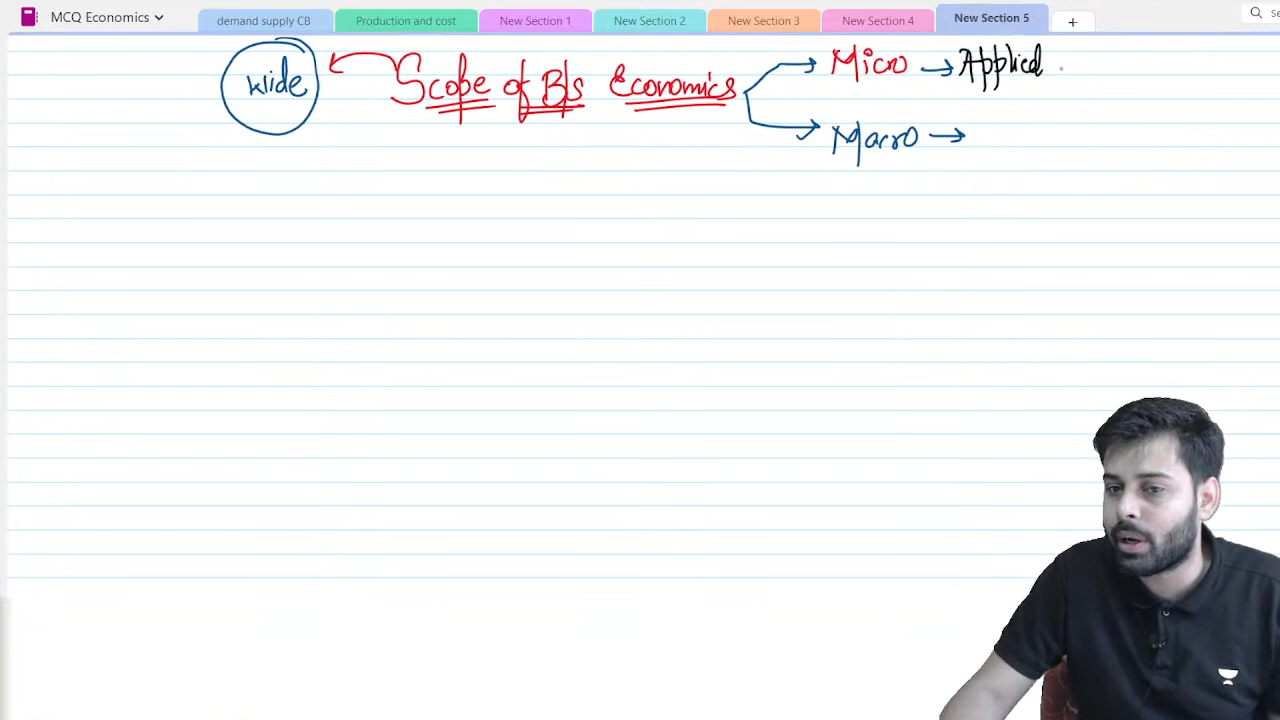 MCQ Economics
demand supply CB
Production and cost
New Section 1
New Section 2
New Section 3
New Section 4
New Section 5
+
Se
Wide
Scope of B/s Economics
Micro → Applied
Macro →